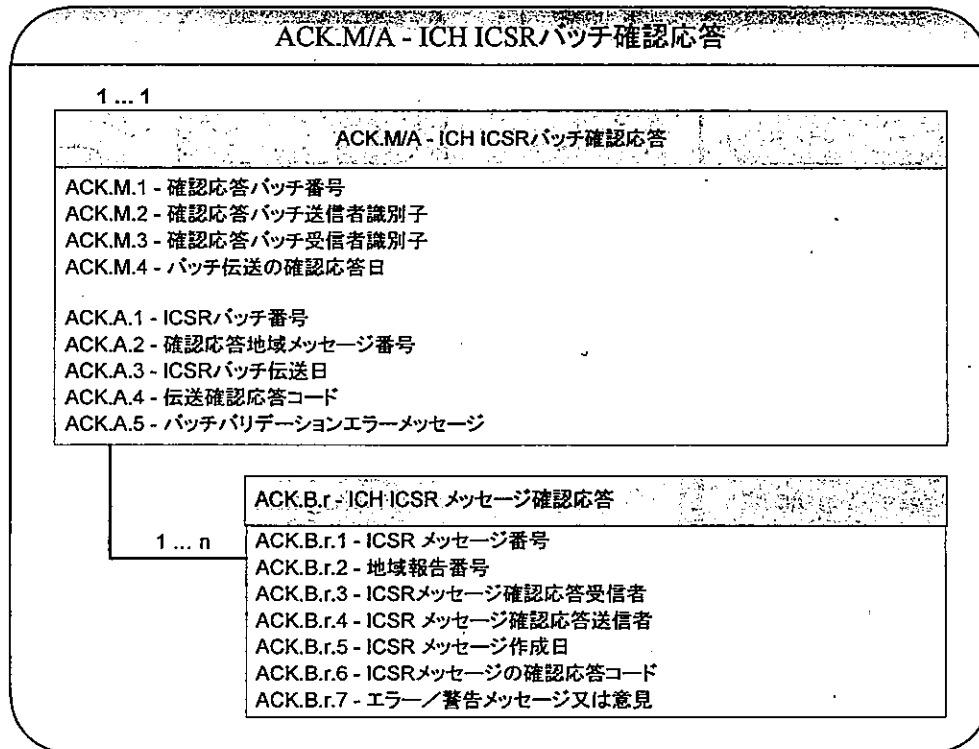 ACK.M/A - ICH ICSRバッチ確認応答
1 ... 1
ACK.M/A - ICH ICSRバッチ確認応答
ACK.M.1 - 確認応答バッチ番号
ACK.M.2 - 確認応答バッチ送信者識別子
ACK.M.3 - 確認応答バッチ受信者識別子
ACK.M.4 - バッチ伝送の確認応答日
ACK.A.1 - ICSRバッチ番号
ACK.A.2 - 確認応答地域メッセージ番号
ACK.A.3 - ICSRバッチ伝送日
ACK.A.4 - 伝送確認応答コード
ACK.A.5 - バッチバリデーションエラーメッセージ
ACK.B.r - ICH ICSR メッセージ確認応答
1 ... n
ACK.B.r.1 - ICSR メッセージ番号
ACK.B.r.2 - 地域報告番号
ACK.B.r.3 - ICSRメッセージ確認応答受信者
ACK.B.r.4 - ICSR メッセージ確認応答送信者
ACK.B.r.5 - ICSR メッセージ作成日
ACK.B.r.6 - ICSRメッセージの確認応答コード
ACK.B.r.7 - エラー／警告メッセージ又は意見